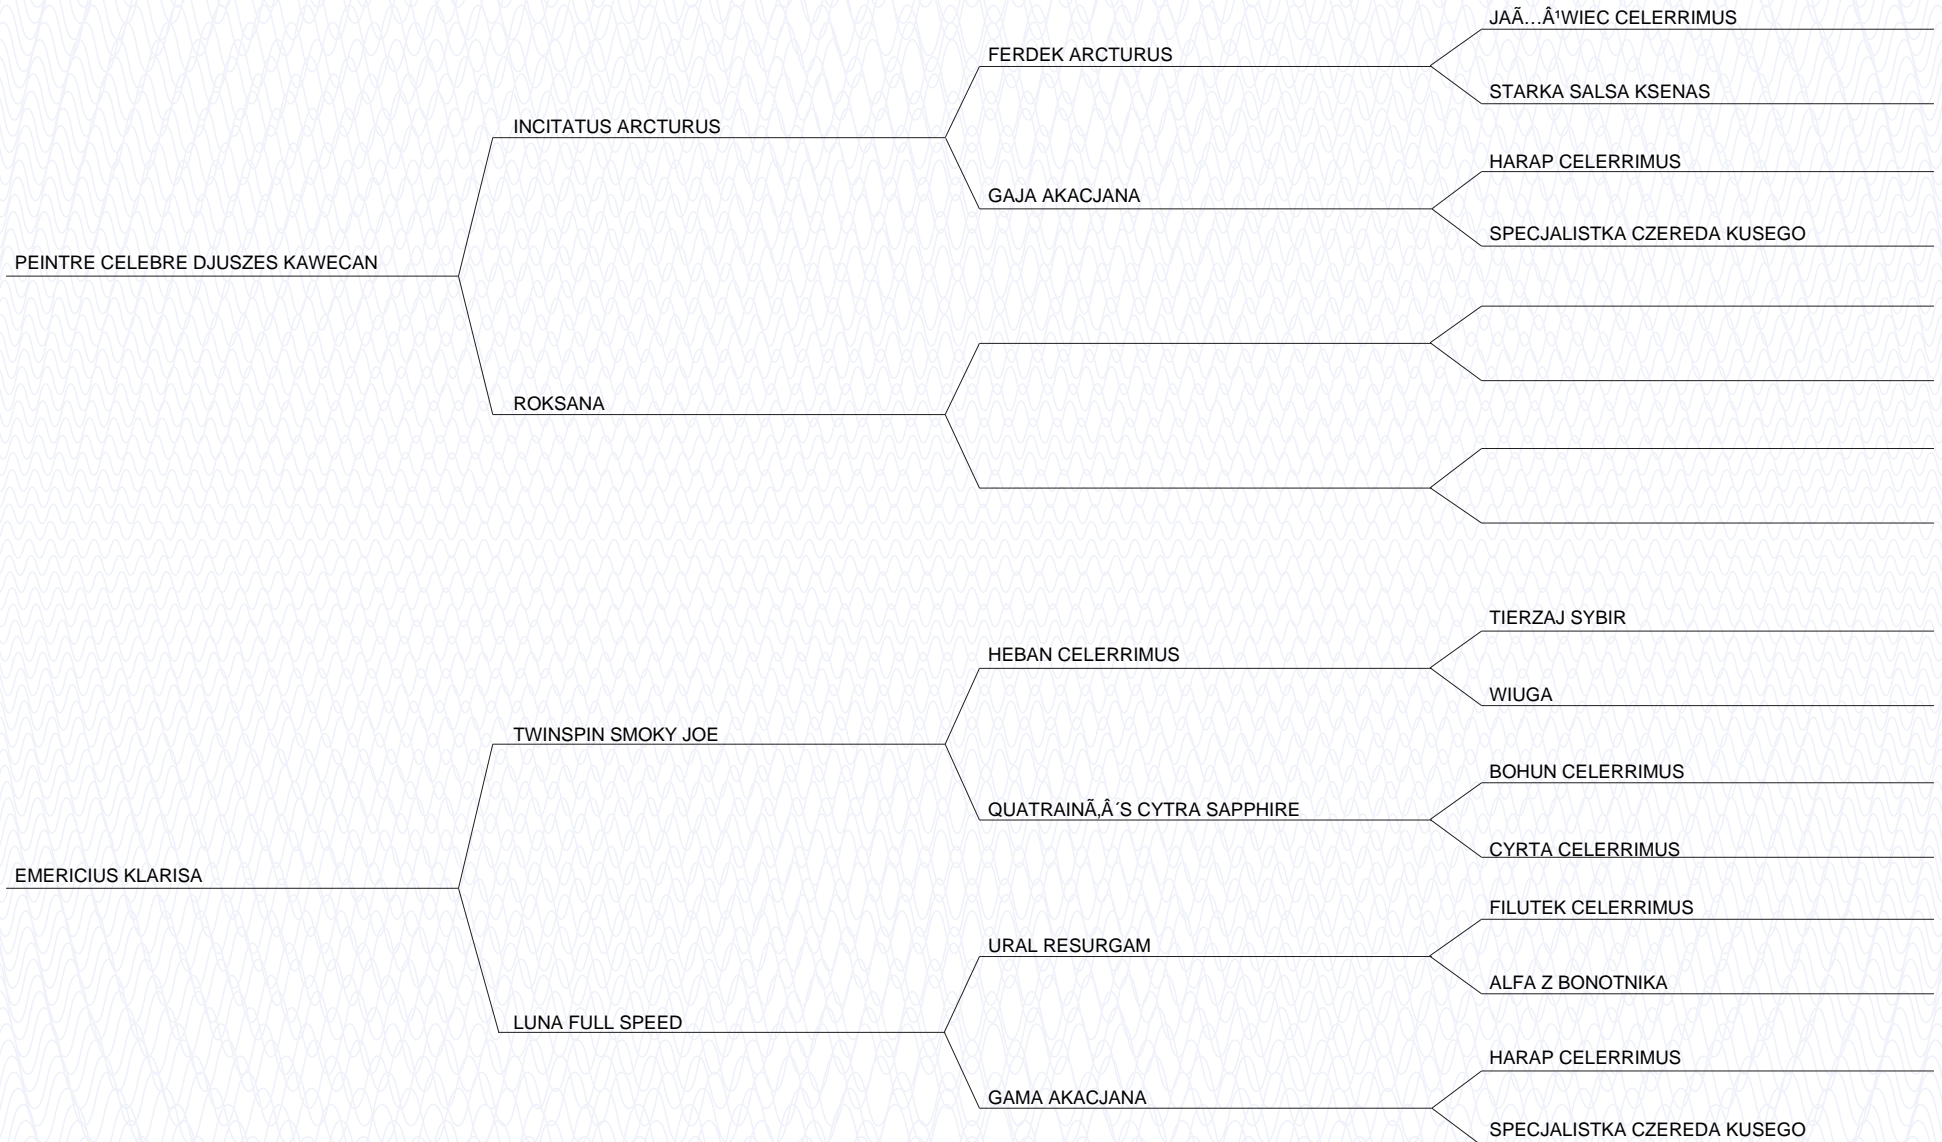 JAÃ…Â¹WIEC CELERRIMUS
FERDEK ARCTURUS
STARKA SALSA KSENAS
INCITATUS ARCTURUS
HARAP CELERRIMUS
GAJA AKACJANA
SPECJALISTKA CZEREDA KUSEGO
PEINTRE CELEBRE DJUSZES KAWECAN
ROKSANA
TIERZAJ SYBIR
HEBAN CELERRIMUS
WIUGA
TWINSPIN SMOKY JOE
BOHUN CELERRIMUS
QUATRAINÃ‚Â´S CYTRA SAPPHIRE
CYRTA CELERRIMUS
EMERICIUS KLARISA
FILUTEK CELERRIMUS
URAL RESURGAM
ALFA Z BONOTNIKA
LUNA FULL SPEED
HARAP CELERRIMUS
GAMA AKACJANA
SPECJALISTKA CZEREDA KUSEGO